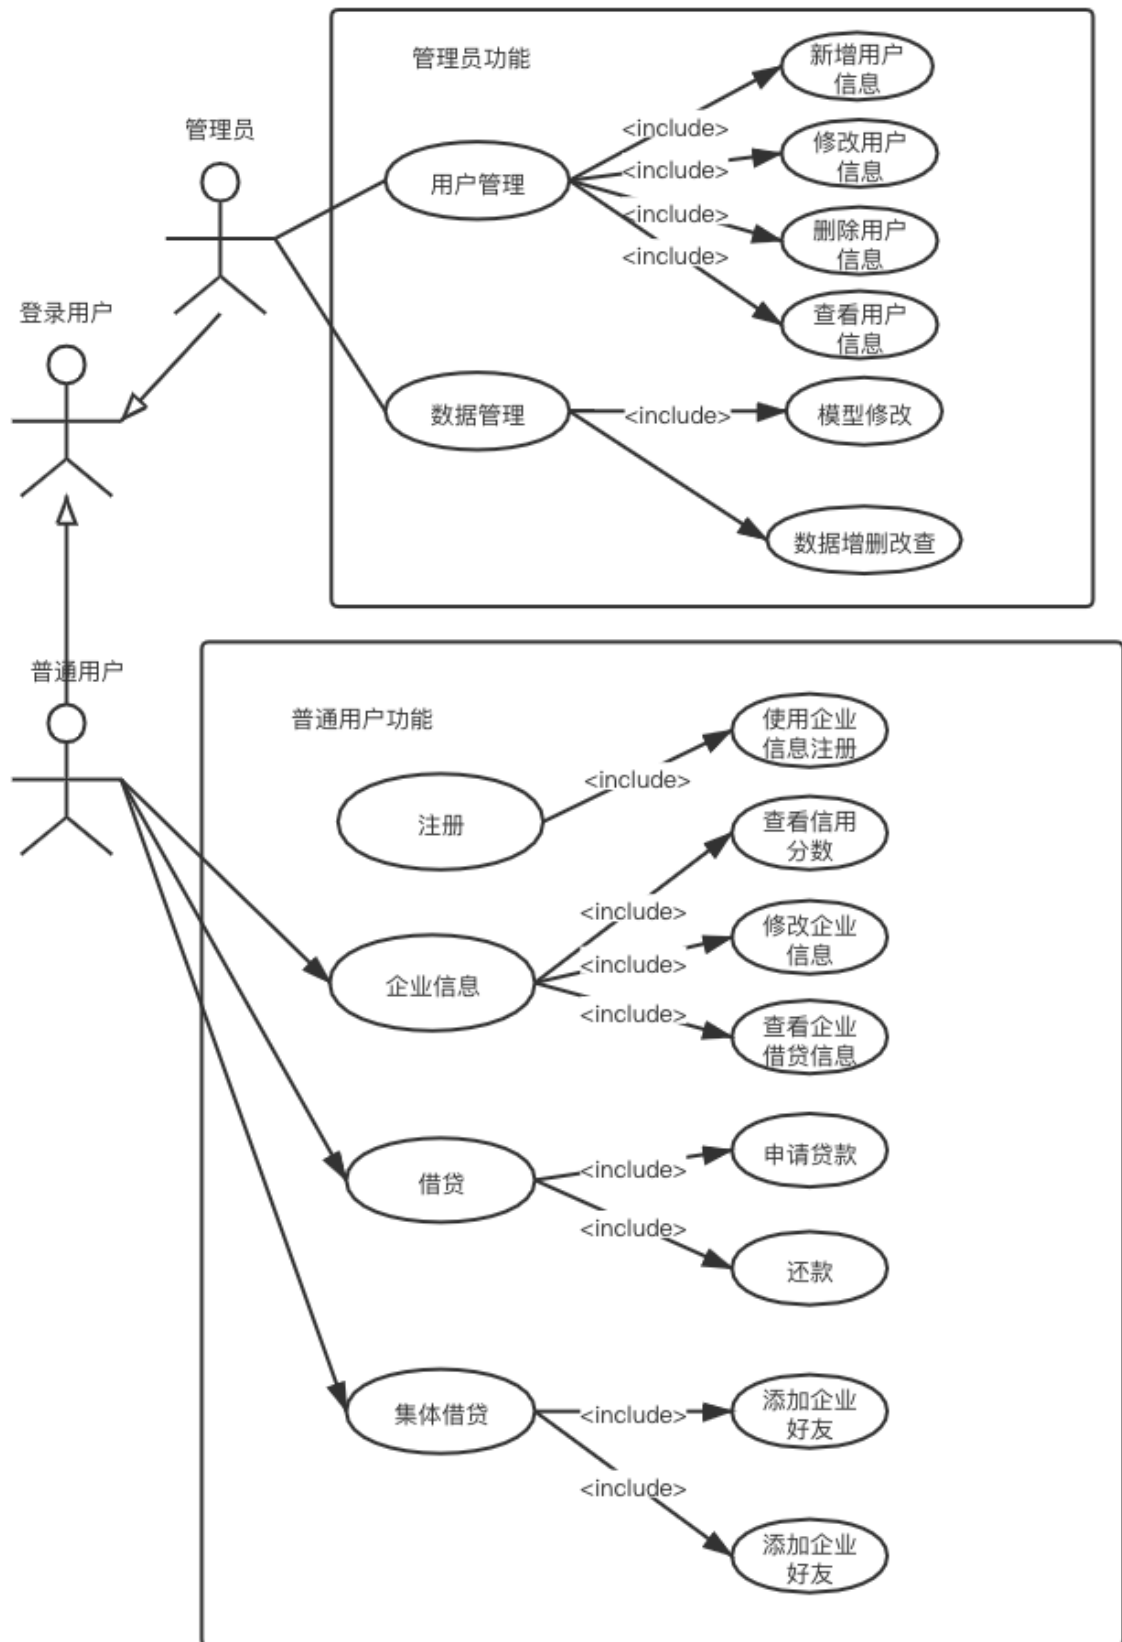 管理员功能
新增用户
信息
管理员
<include>
修改用户
信息
<include>
用户管理
<include>
删除用户
信息
<include>
登录用户
查看用户
信息
数据管理
<include>
模型修改
数据增删改查
普通用户
普通用户功能
使用企业
信息注册
<include>
注册
查看信用
分数
<include>
修改企业
信息
<include>
企业信息
<include>
查看企业
借贷信息
申请贷款
<include>
借贷
<include>
还款
添加企业
好友
集体借贷
<include>
<include>
添加企业
好友